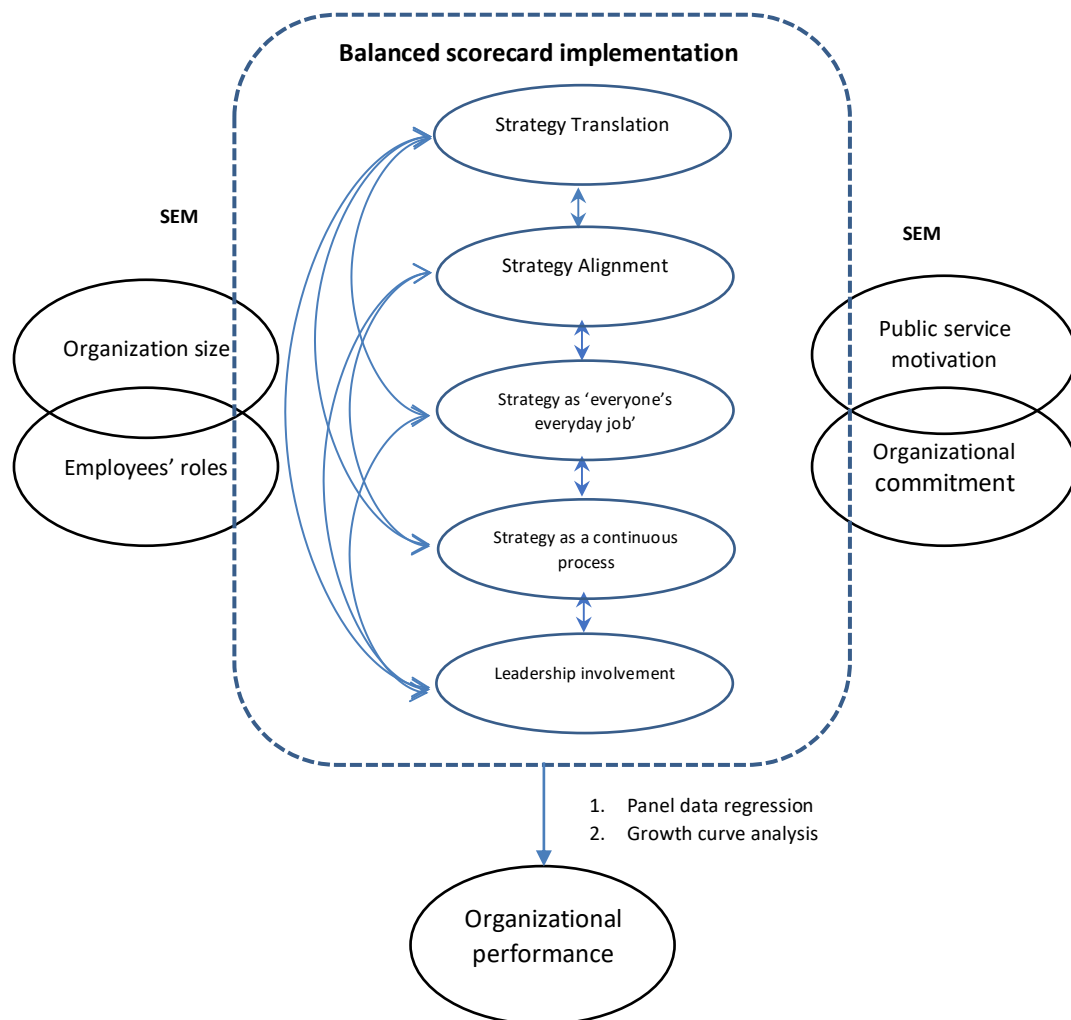 Balanced scorecard implementation
Strategy Translation
SEM
SEM
Strategy Alignment
Organization size
Public service
motivation
Strategy as ‘everyone’s
everyday job’
Employees’ roles
Organizational
commitment
Strategy as a continuous
process
Leadership involvement
1. Panel data regression
2. Growth curve analysis
Organizational
performance